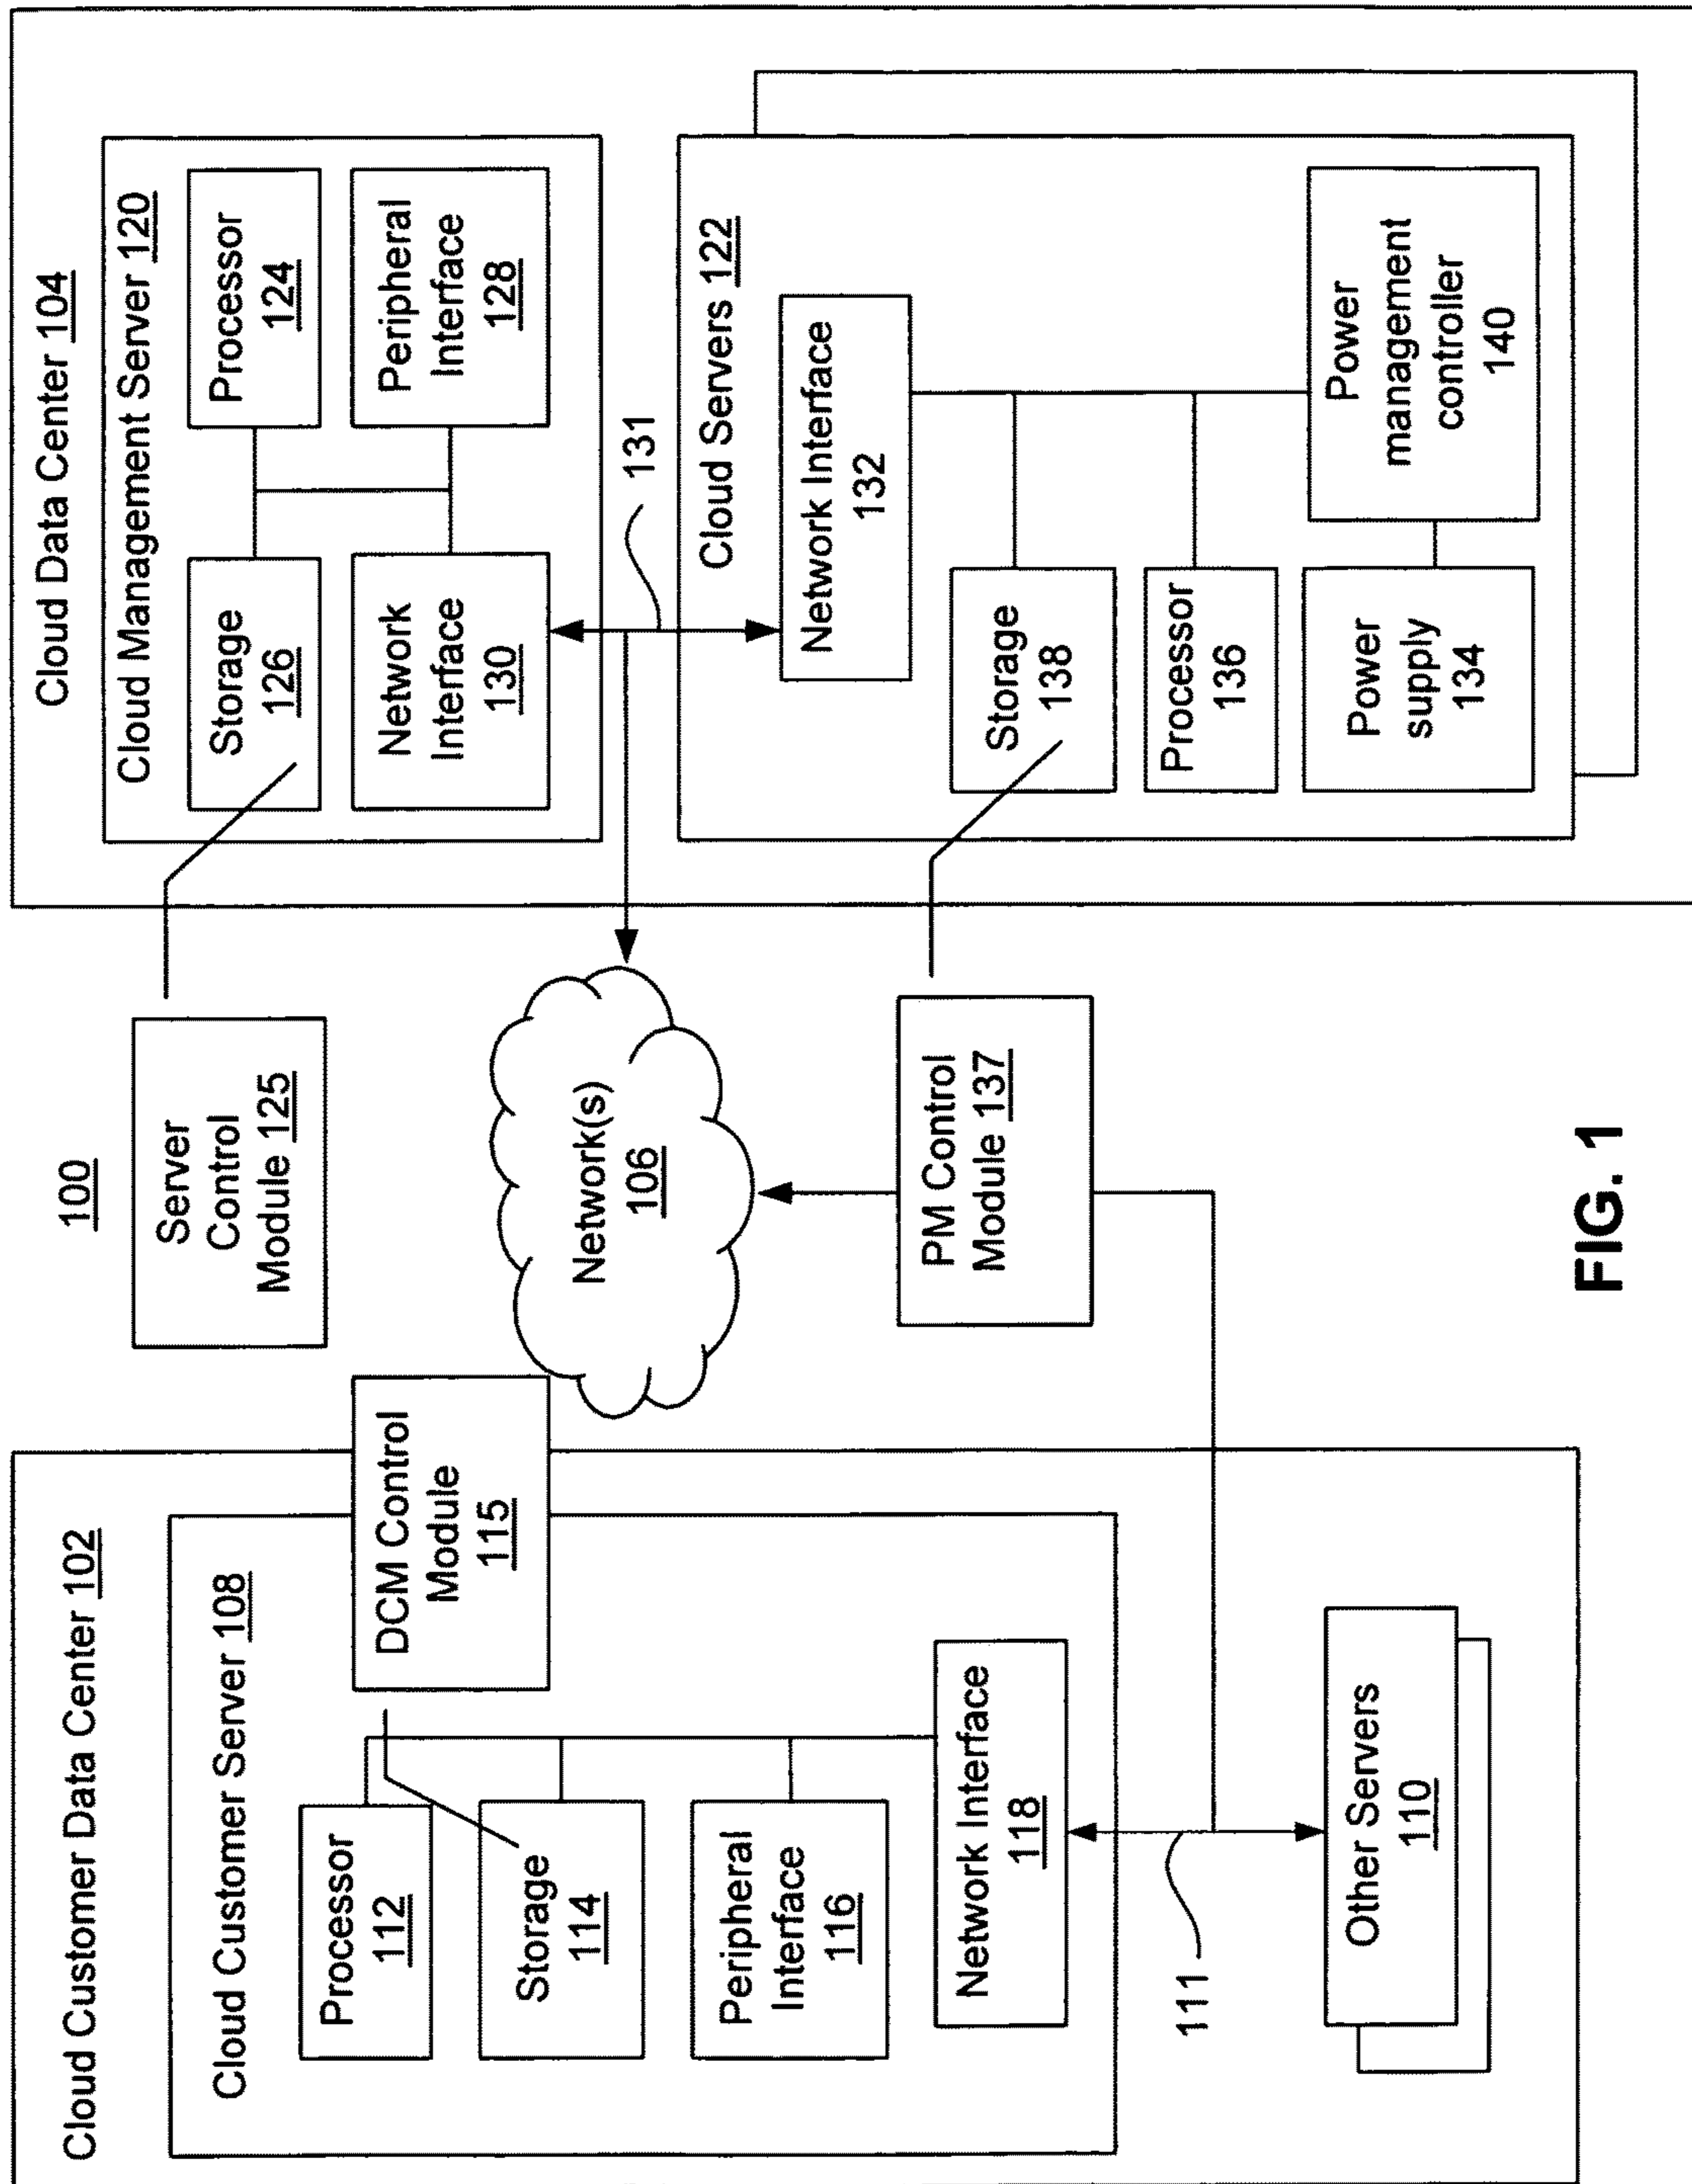 100
Cloud Customer Data Center 102
Cloud Customer Server 108
Processor
112
Storage
114
Peripheral
Interface
116
Network Interface
118
DCM Control
Module
115
111
Other Servers
110
Server
Control
Module 125
Network(s)
106
PM Control
Module 137
Cloud Data Center 104
Cloud Management Server 120
Storage
126
Processor
124
Network
Interface
130
Peripheral
Interface
128
131
Cloud Servers 122
Network Interface
132
Storage
138
Processor
136
Power
supply
134
Power
management
controller
140
FIG. 1